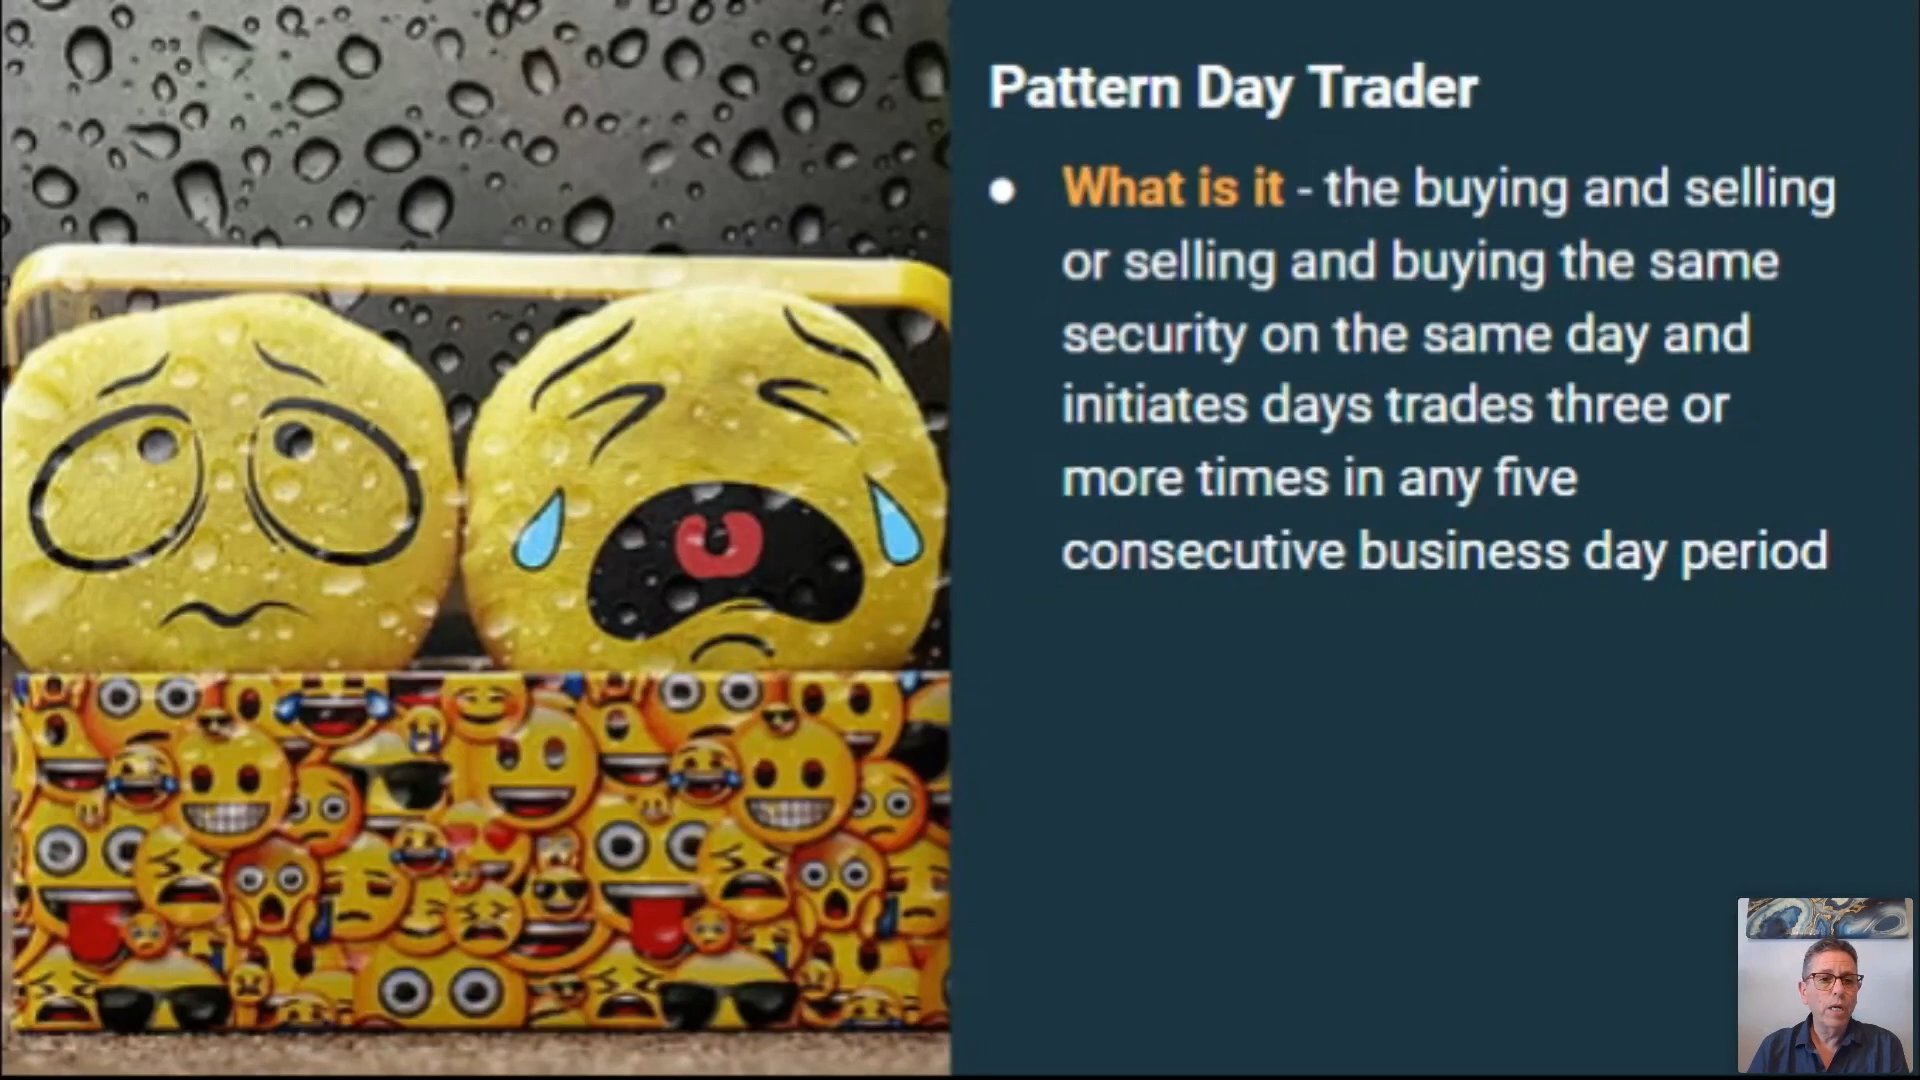 Pattern Day Trader
● What is it - the buying and selling
or selling and buying the same
security on the same day and
initiates days trades three or
more times in any five
consecutive business day period